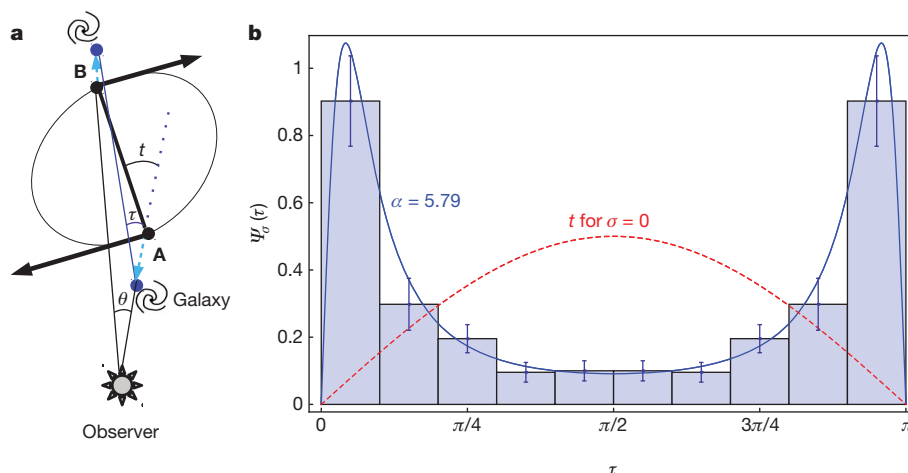 a
B
t
τ
A
Galaxy
θ
Observer
b
Ψσ(τ)
1
0.8
0.6
0.4
0.2
0
α = 5.79
t for σ = 0
0
π/4
π/2
3π/4
π
τ